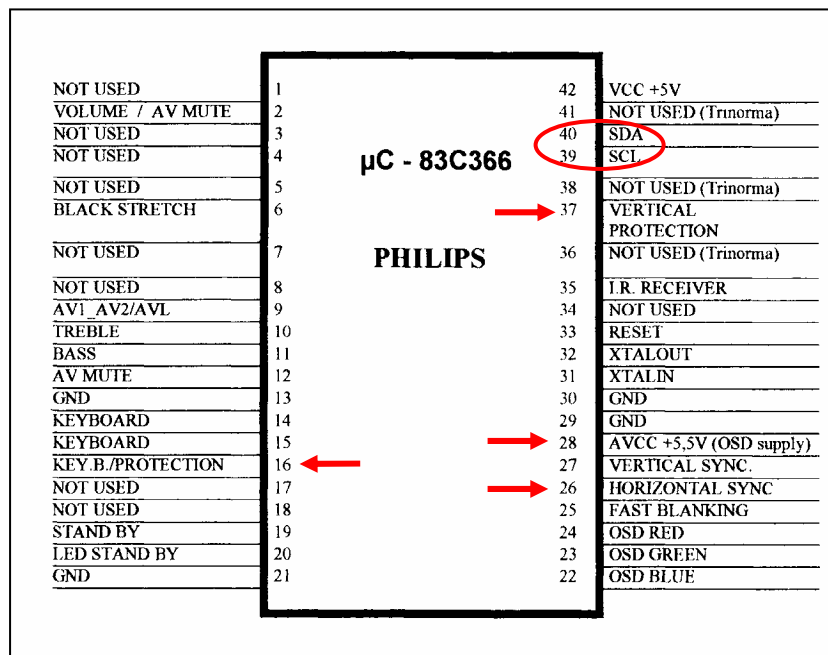 NOT USED 1 42 VCC +5V
VOLUME / AV MUTE 2 41 NOT USED (Trinorma)
NOT USED 3 40 SDA
NOT USED 4 39 SCL
µC - 83C366
NOT USED 5 38 NOT USED (Trinorma)
BLACK STRETCH 6 37 VERTICAL
PROTECTION
NOT USED 7 36 NOT USED (Trinorma)
PHILIPS
NOT USED 8 35 I.R. RECEIVER
AV1_AV2/AVL 9 34 NOT USED
TREBLE 10 33 RESET
BASS 11 32 XTALOUT
AV MUTE 12 31 XTALIN
GND 13 30 GND
KEYBOARD 14 29 GND
KEYBOARD 15 28 AVCC +5,5V (OSD supply)
KEY.B./PROTECTION 16 27 VERTICAL SYNC.
NOT USED 17 26 HORIZONTAL SYNC
NOT USED 18 25 FAST BLANKING
STAND BY 19 24 OSD RED
LED STAND BY 20 23 OSD GREEN
GND 21 22 OSD BLUE